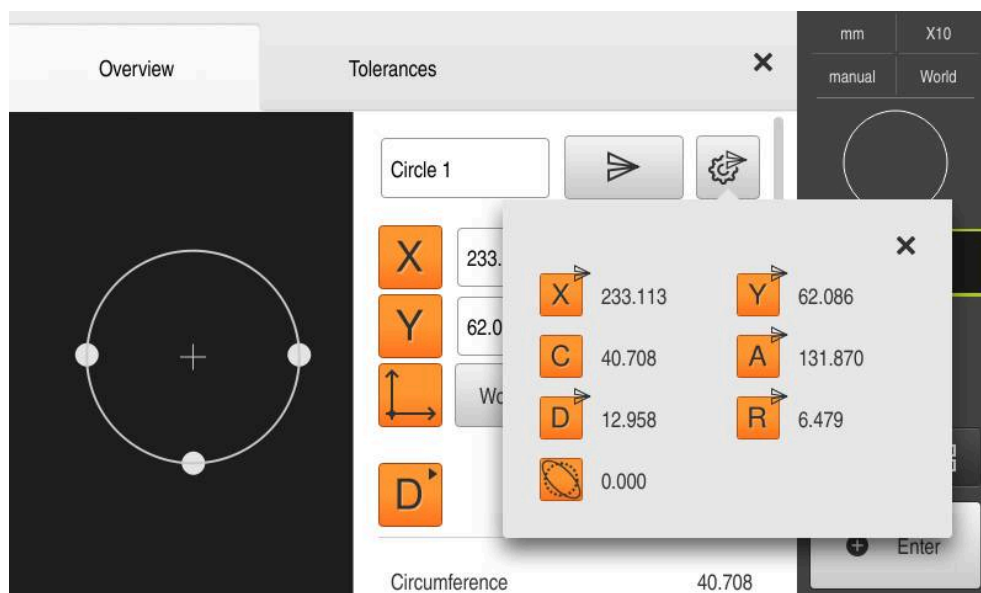 Overview
Tolerances
mm
X10
manual
World
Circle 1
X
233.
Y
62.0
D
X 233.113
Y 62.086
C 40.708
A 131.870
D 12.958
R 6.479
0.000
Enter
Circumference 40.708